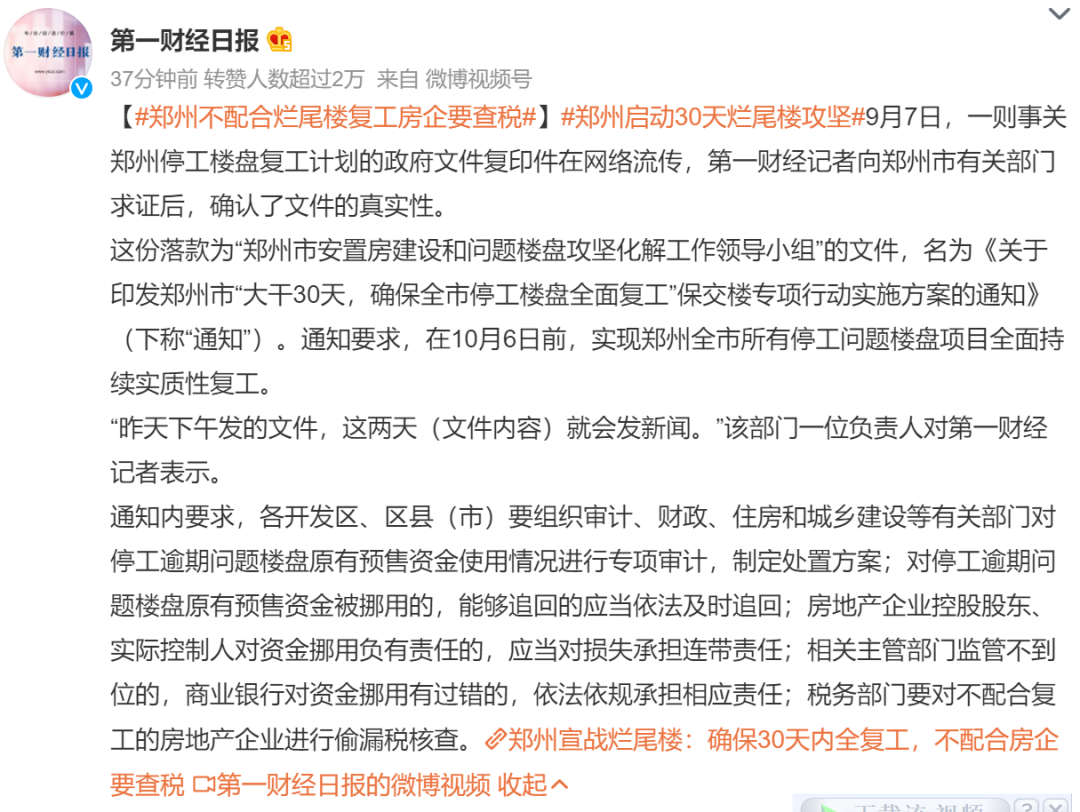 第一财经日报
第一财经日报
37分钟前 转赞人数超过2万 来自 微博视频号
【#郑州不配合烂尾楼复工房企要查税#】#郑州启动30天烂尾楼攻坚#9月7日，一则事关
郑州停工楼盘复工计划的政府文件复印件在网络流传，第一财经记者向郑州市有关部门
求证后，确认了文件的真实性。
这份落款为“郑州市安置房建设和问题楼盘攻坚化解工作领导小组”的文件，名为《关于
印发郑州市“大干30天，确保全市停工楼盘全面复工”保交楼专项行动实施方案的通知》
（下称“通知”）。通知要求，在10月6日前，实现郑州全市所有停工问题楼盘项目全面持
续实质性复工。
“昨天下午发的文件，这两天（文件内容）就会发新闻。”该部门一位负责人对第一财经
记者表示。
通知内要求，各开发区、区县（市）要组织审计、财政、住房和城乡建设等有关部门对
停工逾期问题楼盘原有预售资金使用情况进行专项审计，制定处置方案；对停工逾期问
题楼盘原有预售资金被挪用的，能够追回的应当依法及时追回；房地产企业控股股东、
实际控制人对资金挪用负有责任的，应当对损失承担连带责任；相关主管部门监管不到
位的，商业银行对资金挪用有过错的，依法依规承担相应责任；税务部门要对不配合复
工的房地产企业进行偷漏税核查。郑州宣战烂尾楼：确保30天内全复工，不配合房企
要查税 第一财经日报的微博视频 收起